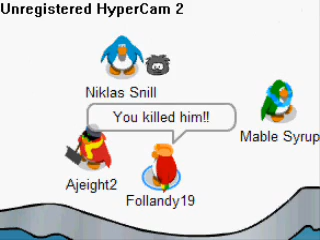 Unregistered HyperCam 2
Niklas Snill
You killed him!!
Mable Syrup
Ajeight2
Follandy19